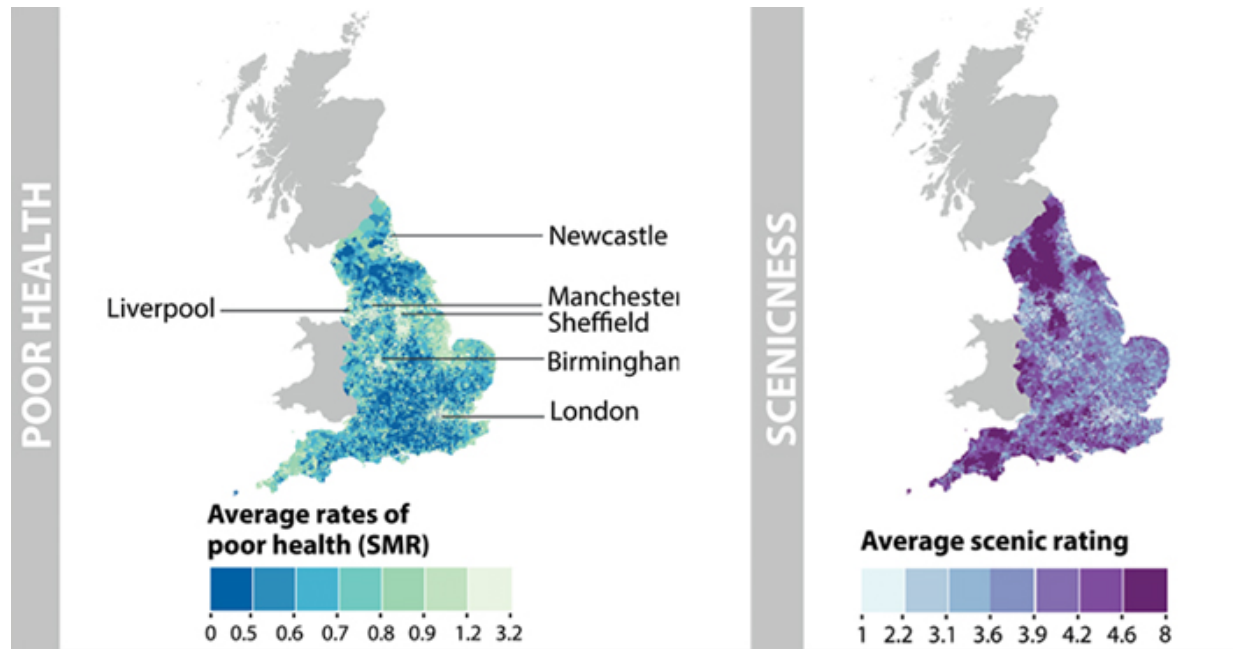 POOR HEALTH
Newcastle
Liverpool
Manchester
Sheffield
Birminghan
London
Average rates of
poor health (SMR)
0 0.5 0.6 0.7 0.8 0.9 1.2 3.2
SCENICNESS
Average scenic rating
1 2.2 3.1 3.6 3.9 4.2 4.6 8